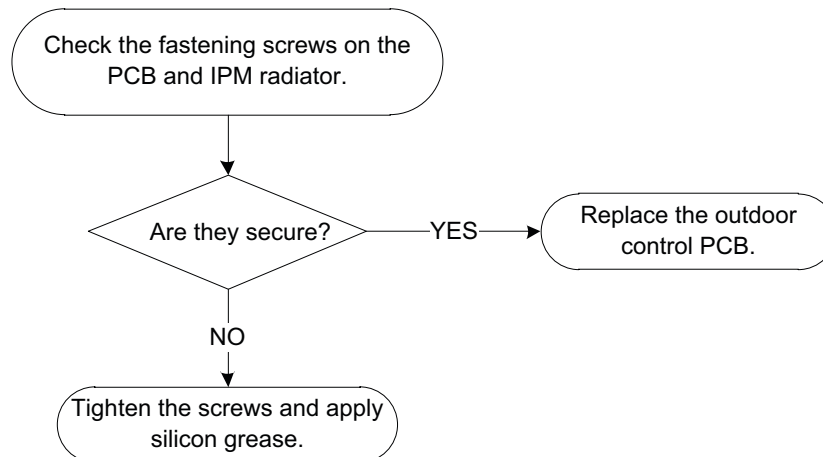 Check the fastening screws on the
PCB and IPM radiator.
Are they secure?
YES
Replace the outdoor
control PCB.
NO
Tighten the screws and apply
silicon grease.